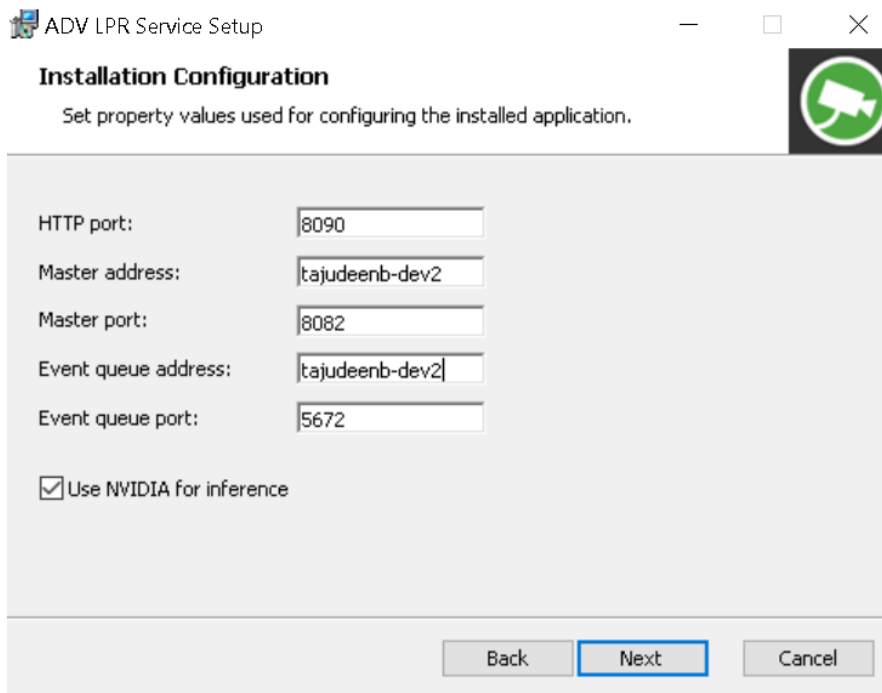 ADV LPR Service Setup
Installation Configuration
Set property values used for configuring the installed application.
HTTP port: 8090
Master address: tajudeenb-dev2
Master port: 8082
Event queue address: tajudeenb-dev2
Event queue port: 5672
Use NVIDIA for inference
Back Next Cancel